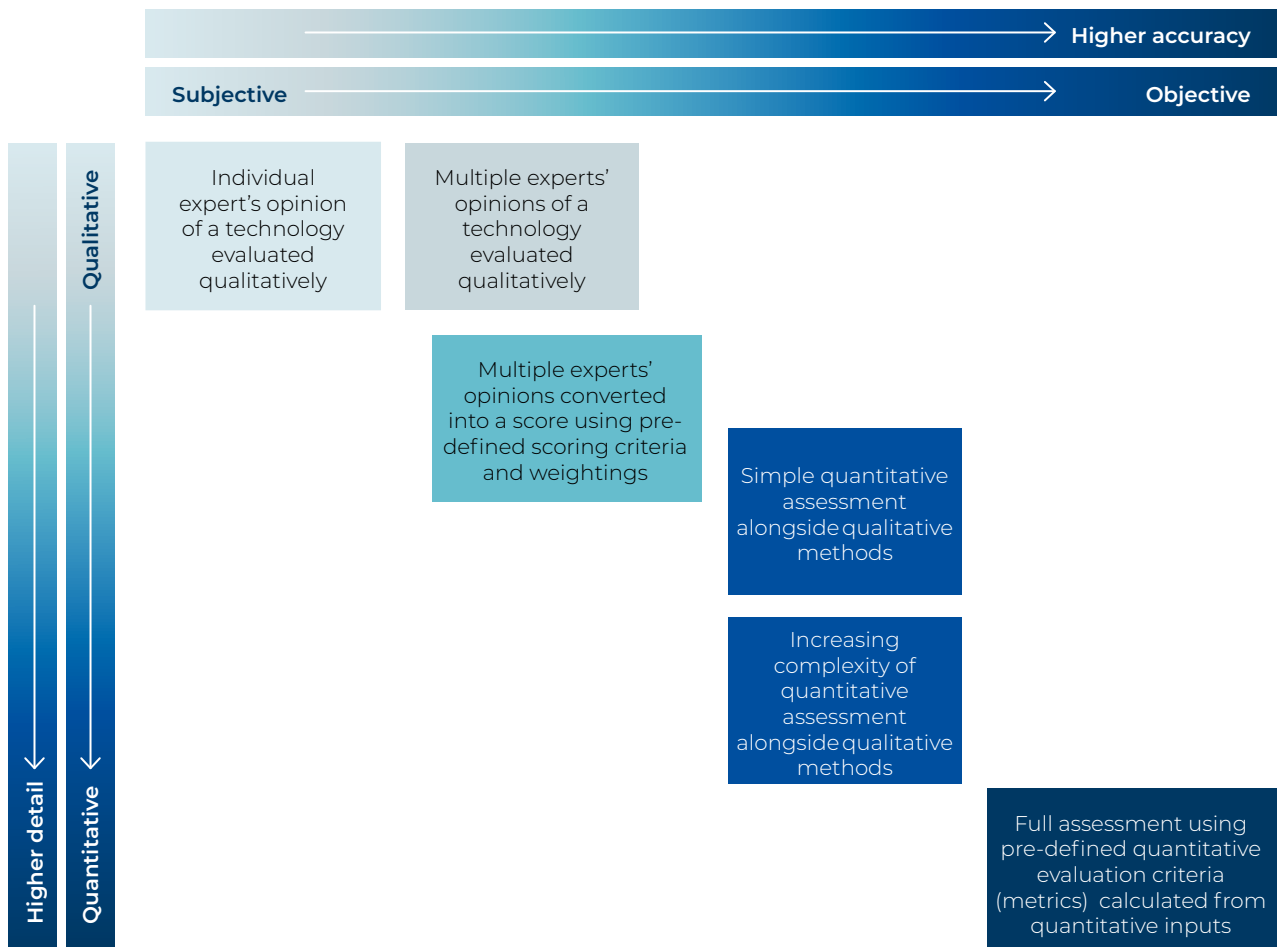 Higher accuracy
Subjective
Objective
Qualitative
Quantitative
Higher detail
Individual
expert’s opinion
of a technology
evaluated
qualitatively
Multiple experts’
opinions of a
technology
evaluated
qualitatively
Multiple experts’
opinions converted
into a score using pre-
defined scoring criteria
and weightings
Simple quantitative
assessment
alongside qualitative
methods
Increasing
complexity of
quantitative
assessment
alongside qualitative
methods
Full assessment using
pre-defined quantitative
evaluation criteria
(metrics) calculated from
quantitative inputs